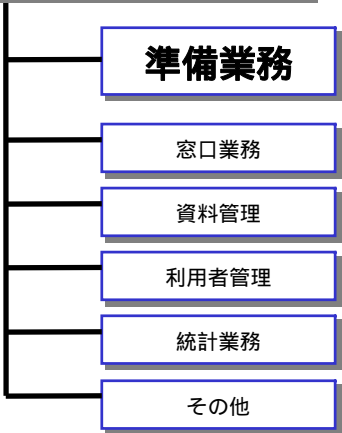 準備業務
窓口業務
資料管理
利用者管理
統計業務
その他